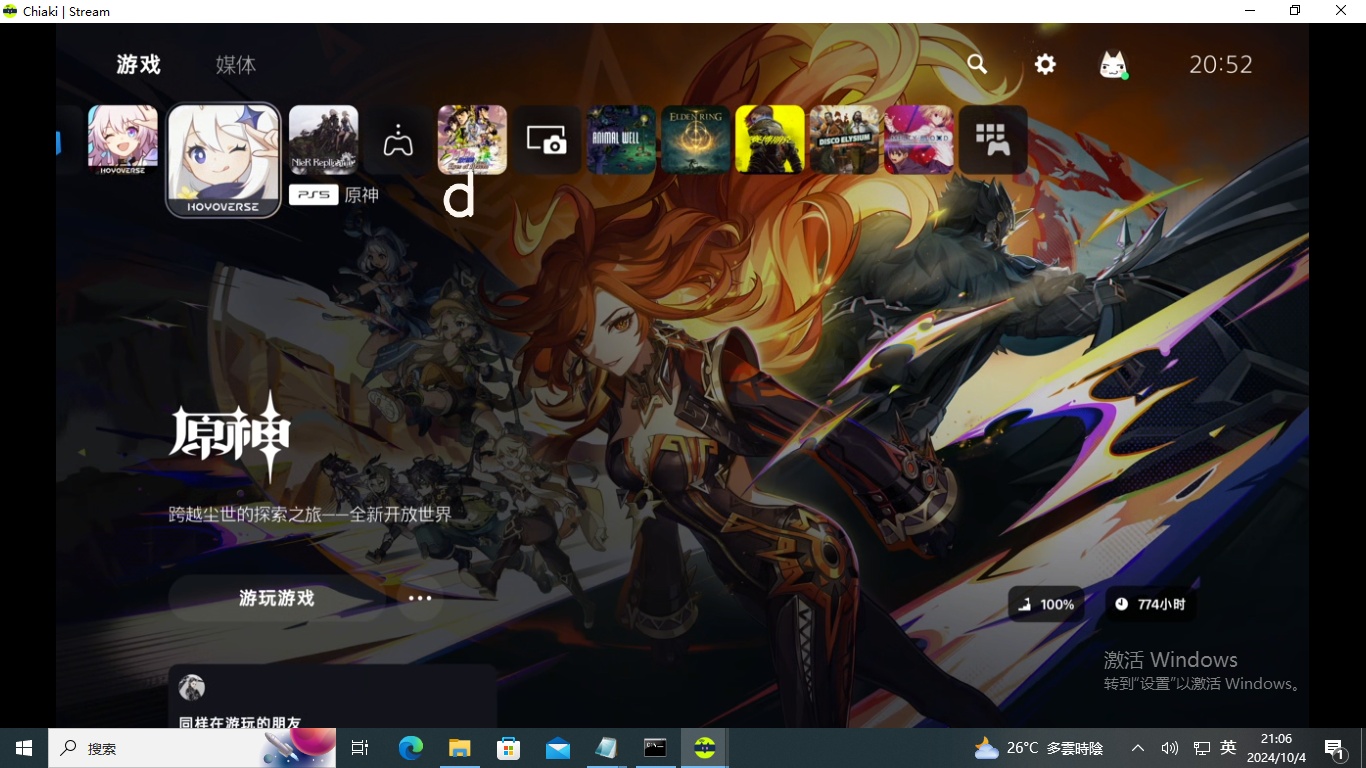 Chiaki | Stream
游戏
媒体
20:52
HOYOVERSE
HOYOVERSE
NieR Replicant
ANIMAL WELL
ELDEN RING
DISCO ELYSIUM
PS5 原神
d
原神
跨越尘世的探索之旅——全新开放世界
游玩游戏
•••
100%
774小时
激活 Windows
转到“设置”以激活 Windows。
同样在游玩的朋友
搜索
26°C 多雲時陰
英
21:06
2024/10/4
1